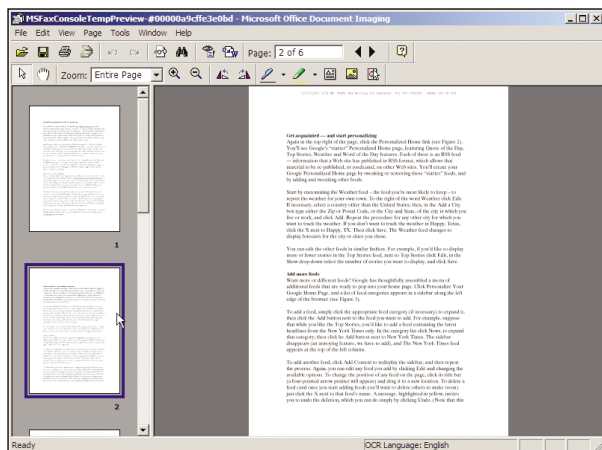 MSFaxConsoleTempPreview-#00000a9cffe3e0bd - Microsoft Office Document Imaging
File Edit View Page Tools Window Help
Page: 2 of 6
Zoom: Entire Page
Get acquainted — and start personalizing
Again in the top right of the page, click the Personalized Home link (see Figure 2).
You'll see Google's "starter" Personalized Home page, featuring Quote of the Day,
Top Stories, Weather and Word of the Day features. Each of these is an RSS feed
— information that a Web site has published in RSS format, which allows that
material to be re-published, or syndicated, on other Web sites. You'll create your
Google Personalized Home page by tweaking or removing these "starter" feeds, and
by adding and tweaking other feeds.
Start by customizing the Weather feed – the feed you're most likely to keep – to
report the weather for your own town. To the right of the word Weather click Edit.
If necessary, select a country other than the United States; then, in the Add a City
box type either the Zip or Postal Code, or the City and State, of the city in which you
live or work, and click Add. Repeat the procedure for any other city for which you
want to track the weather. If you don't want to track the weather in Happy, Texas,
click the X next to Happy, TX. Then click Save. The Weather feed changes to
display forecasts for the city or cities you chose.
You can edit the other feeds in similar fashion. For example, if you'd like to display
more or fewer stories in the Top Stories feed, next to Top Stories click Edit, in the
Show dropdown select the number of stories you want to display, and click Save.
Add more feeds
Want more or different feeds? Google has thoughtfully assembled a menu of
additional feeds that are ready to pop into your home page. Click Personalize Your
Google Home Page, and a list of feed categories appears in a sidebar along the left
edge of the browser (see Figure 3).
To add a feed, simply click the appropriate feed category (if necessary) to expand it,
then click the Add button next to the feed you want to add. For example, suppose
that while you like the Top Stories, you'd like to add a feed containing the latest
headlines from the New York Times only. In the category list click News, to expand
that category; then click he Add button next to New York Times. The sidebar
disappears (an annoying feature, we have to add), and The New York Times feed
appears at the top of the left column.
To add another feed, click Add Content to redisplay the sidebar, and then repeat
the process. Again, you can edit any feed you add by clicking Edit and changing the
available options. To change the position of any feed on the page, click its title bar
(a four-pointed arrow pointer will appear) and drag it to a new location. To delete a
feed (and once you start adding feeds you'll want to delete others to make room)
just click the X next to that feed's name. A message, highlighted in yellow, invites
you to undo the deletion, which you can do simply by clicking Undo. (Note that this
1
2
Ready
OCR Language: English